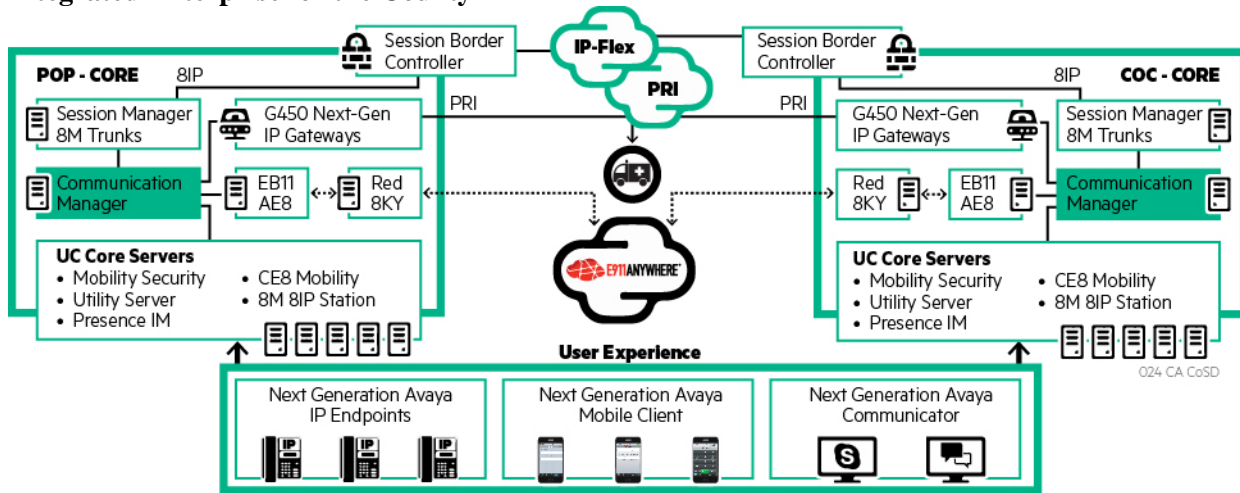 Session Border
Controller
IP-Flex
PRI
Session Border
Controller
POP - CORE
8IP
Session Manager
8M Trunks
G450 Next-Gen
IP Gateways
PRI
Communication
Manager
EB11
AE8
Red
8KY
UC Core Servers
• Mobility Security
• Utility Server
• Presence IM
• CE8 Mobility
• 8M 8IP Station
E911ANYWHERE
PRI
8IP
COC - CORE
G450 Next-Gen
IP Gateways
Session Manager
8M Trunks
Red
8KY
EB11
AE8
Communication
Manager
UC Core Servers
• Mobility Security
• Utility Server
• Presence IM
• CE8 Mobility
• 8M 8IP Station
024 CA CoSD
User Experience
Next Generation Avaya
IP Endpoints
IP
IP
IP
Next Generation Avaya
Mobile Client
Next Generation Avaya
Communicator
S